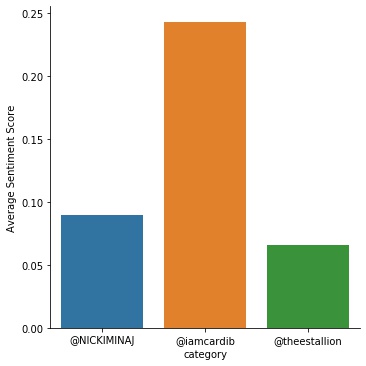 Average Sentiment Score
0.25
0.20
0.15
0.10
0.05
0.00
@NICKIMINAJ
@iamcardib
@theestallion
category